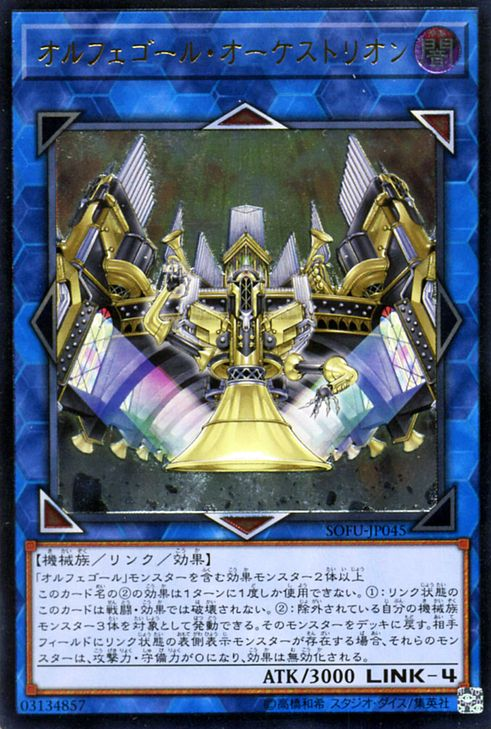 オルフェゴール・オーケストリオン
闇
SOFU-JP045
【機械族／リンク／効果】
「オルフェゴール」モンスターを含む効果モンスター2体以上
このカード名の②の効果は1ターンに1度しか使用できない。①：リンク状態の
このカードは戦闘・効果では破壊されない。②：除外されている自分の機械族
モンスター3体を対象として発動できる。そのモンスターをデッキに戻す。相手
フィールドにリンク状態の表側表示モンスターが存在する場合、それらのモン
スターは、攻撃力・守備力が0になり、効果は無効化される。
ATK/3000 LINK-4
03134857 ©高橋和希 スタジオ・ダイス/集英社